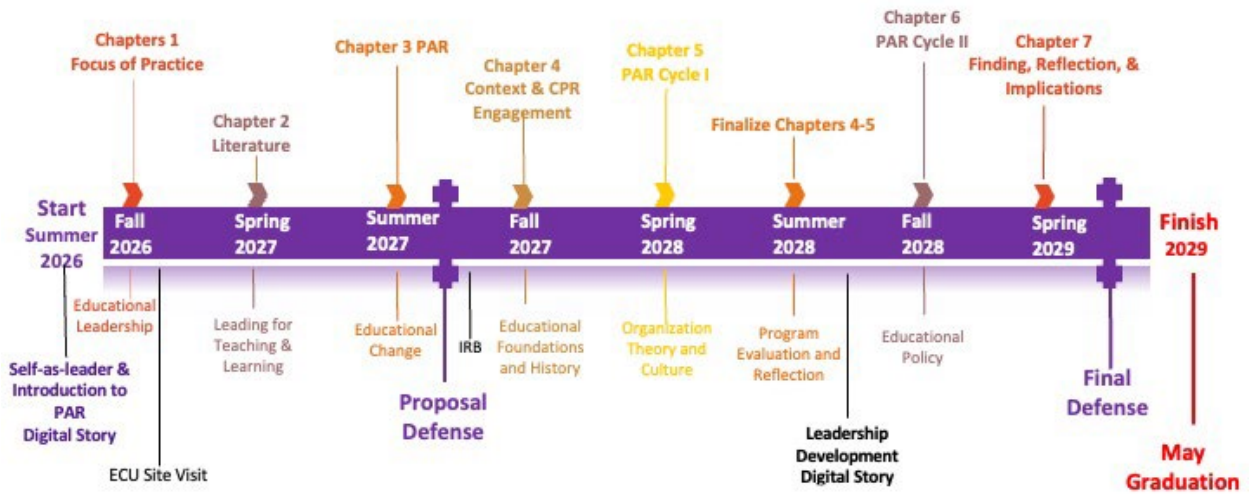 Chapters 1
Focus of Practice
Chapter 2
Literature
Chapter 3 PAR
Chapter 4
Context & CPR
Engagement
Chapter 5
PAR Cycle I
Finalize Chapters 4-5
Chapter 6
PAR Cycle II
Chapter 7
Finding, Reflection, &
Implications
Start
Summer
2026
Fall
2026
Spring
2027
Summer
2027
Fall
2027
Spring
2028
Summer
2028
Fall
2028
Spring
2029
Finish
2029
Self-as-leader &
Introduction to
PAR
Digital Story
Educational
Leadership
ECU Site Visit
Leading for
Teaching &
Learning
Educational
Change
Proposal
Defense
IRB
Educational
Foundations
and History
Organization
Theory and
Culture
Program
Evaluation and
Reflection
Leadership
Development
Digital Story
Educational
Policy
Final
Defense
May
Graduation